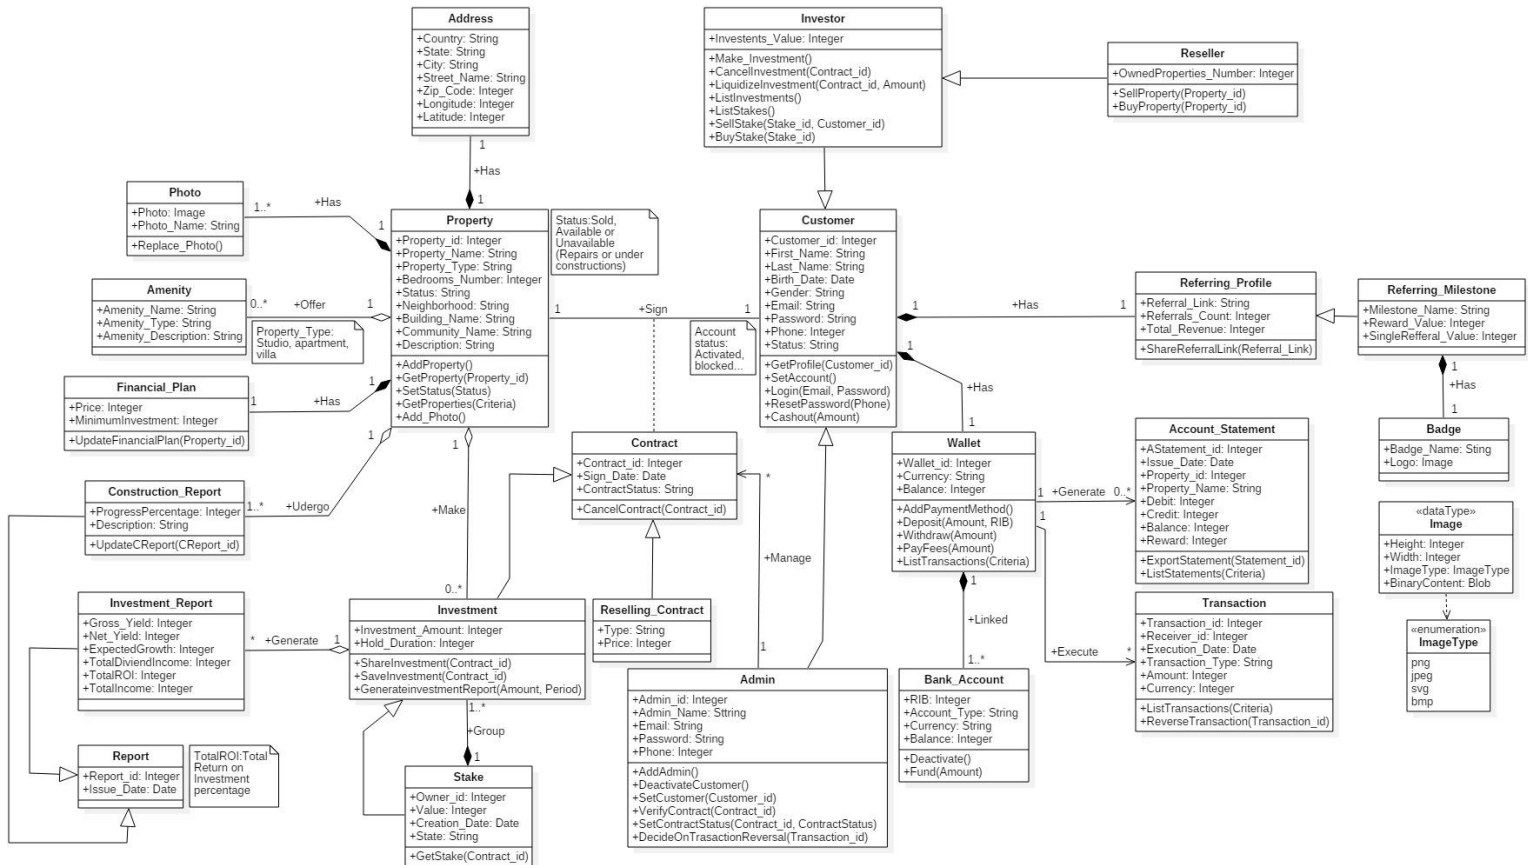 Address
+Country: String
+State: String
+City: String
+Street_Name: String
+Zip_Code: Integer
+Longitude: Integer
+Latitude: Integer
1
+Has
1
Investor
+Investents_Value: Integer
+Make_Investment()
+CancelInvestment(Contract_id)
+LiquidizeInvestment(Contract_id, Amount)
+ListInvestments()
+ListStakes()
+SellStake(Stake_id, Customer_id)
+BuyStake(Stake_id)
Reseller
+OwnedProperties_Number: Integer
+SellProperty(Property_id)
+BuyProperty(Property_id)
Photo
+Photo: Image
+Photo_Name: String
+Replace_Photo()
1..*
+Has
1
Property
+Property_id: Integer
+Property_Name: String
+Property_Type: String
+Bedrooms_Number: Integer
+Status: String
+Neighborhood: String
+Building_Name: String
+Community_Name: String
+Description: String
+AddProperty()
+GetProperty(Property_id)
+SetStatus(Status)
+GetProperties(Criteria)
+Add_Photo()
Status:Sold,
Available or
Unavailable
(Repairs or under
constructions)
1
+Sign
1
Account
status:
Activated,
blocked...
Customer
+Customer_id: Integer
+First_Name: String
+Last_Name: String
+Birth_Date: Date
+Gender: String
+Email: String
+Password: String
+Phone: Integer
+Status: String
+GetProfile(Customer_id)
+SetAccount()
+Login(Email, Password)
+ResetPassword(Phone)
+Cashout(Amount)
1
+Has
1
Referring_Profile
+Referral_Link: String
+Referrals_Count: Integer
+Total_Revenue: Integer
+ShareReferralLink(Referral_Link)
Referring_Milestone
+Milestone_Name: String
+Reward_Value: Integer
+SingleRefferal_Value: Integer
1
+Has
1
Badge
+Badge_Name: Sting
+Logo: Image
Amenity
+Amenity_Name: String
+Amenity_Type: String
+Amenity_Description: String
0..*
+Offer
1
Property_Type:
Studio, apartment,
villa
Financial_Plan
+Price: Integer
+MinimumInvestment: Integer
+UpdateFinancialPlan(Property_id)
1
+Has
1
Construction_Report
+ProgressPercentage: Integer
+Description: String
+UpdateCReport(CReport_id)
1..*
+Udergo
1
1
+Make
0..*
Contract
+Contract_id: Integer
+Sign_Date: Date
+ContractStatus: String
+CancelContract(Contract_id)
*
+Manage
1
1
+Has
1
Wallet
+Wallet_id: Integer
+Currency: String
+Balance: Integer
+AddPaymentMethod()
+Deposit(Amount, RIB)
+Withdraw(Amount)
+PayFees(Amount)
+ListTransactions(Criteria)
1
+Generate
0..*
1
+Execute
*
Account_Statement
+AStatement_id: Integer
+Issue_Date: Date
+Property_id: Integer
+Property_Name: String
+Debit: Integer
+Credit: Integer
+Balance: Integer
+Reward: Integer
+ExportStatement(Statement_id)
+ListStatements(Criteria)
«dataType»
Image
+Height: Integer
+Width: Integer
+ImageType: ImageType
+BinaryContent: Blob
«enumeration»
ImageType
png
jpeg
svg
bmp
Investment_Report
+Gross_Yield: Integer
+Net_Yield: Integer
+ExpectedGrowth: Integer
+TotalDiviendIncome: Integer
+TotalROI: Integer
+TotalIncome: Integer
*
+Generate
1
Investment
+Investment_Amount: Integer
+Hold_Duration: Integer
+ShareInvestment(Contract_id)
+SaveInvestment(Contract_id)
+GenerateinvestmentReport(Amount, Period)
Reselling_Contract
+Type: String
+Price: Integer
1
+Linked
1..*
Transaction
+Transaction_id: Integer
+Receiver_id: Integer
+Execution_Date: Date
+Transaction_Type: String
+Amount: Integer
+Currency: Integer
+ListTransactions(Criteria)
+ReverseTransaction(Transaction_id)
Admin
+Admin_id: Integer
+Admin_Name: Sttring
+Email: String
+Password: String
+Phone: Integer
+AddAdmin()
+DeactivateCustomer()
+SetCustomer(Customer_id)
+VerifyContract(Contract_id)
+SetContractStatus(Contract_id, ContractStatus)
+DecideOnTrasactionReversal(Transaction_id)
Bank_Account
+RIB: Integer
+Account_Type: String
+Currency: String
+Balance: Integer
+Deactivate()
+Fund(Amount)
1..*
+Group
1
Report
+Report_id: Integer
+Issue_Date: Date
TotalROI:Total
Return on
Investment
percentage
Stake
+Owner_id: Integer
+Value: Integer
+Creation_Date: Date
+State: String
+GetStake(Contract_id)